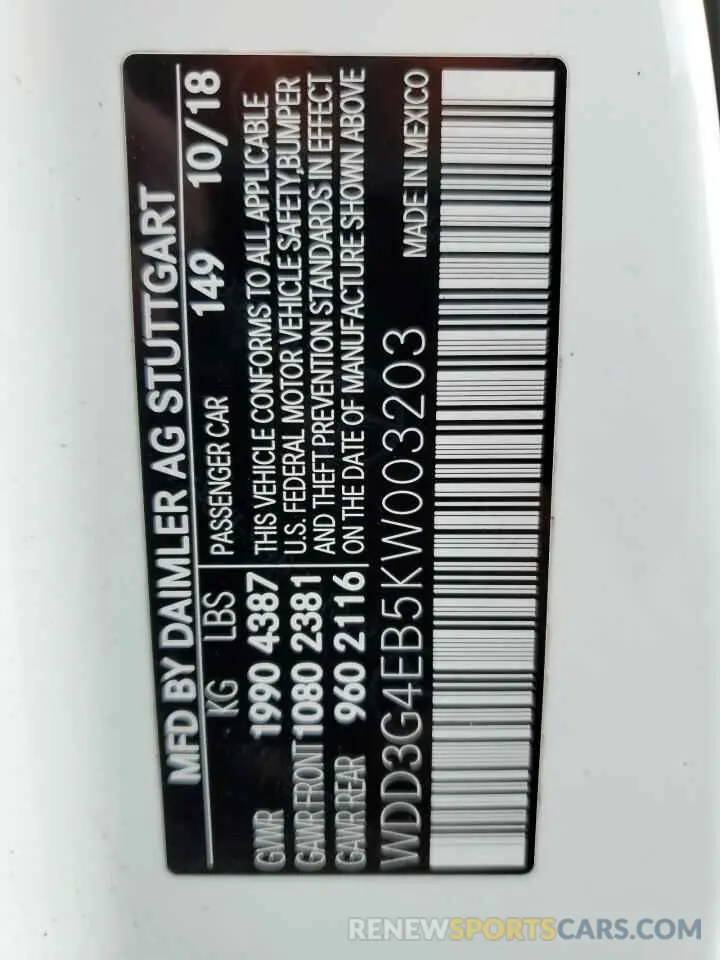 MFD BY DAIMLER AG STUTTGART
KG LBS PASSENGER CAR 149 10/18
GVWR 1990 4387 THIS VEHICLE CONFORMS TO ALL APPLICABLE
U.S. FEDERAL MOTOR VEHICLE SAFETY,BUMPER
GAWR FRONT 1080 2381 AND THEFT PREVENTION STANDARDS IN EFFECT
GAWR REAR 960 2116 ON THE DATE OF MANUFACTURE SHOWN ABOVE
WDD3G4EB5KW003203 MADE IN MEXICO
RENEWSPORTSCARS.COM